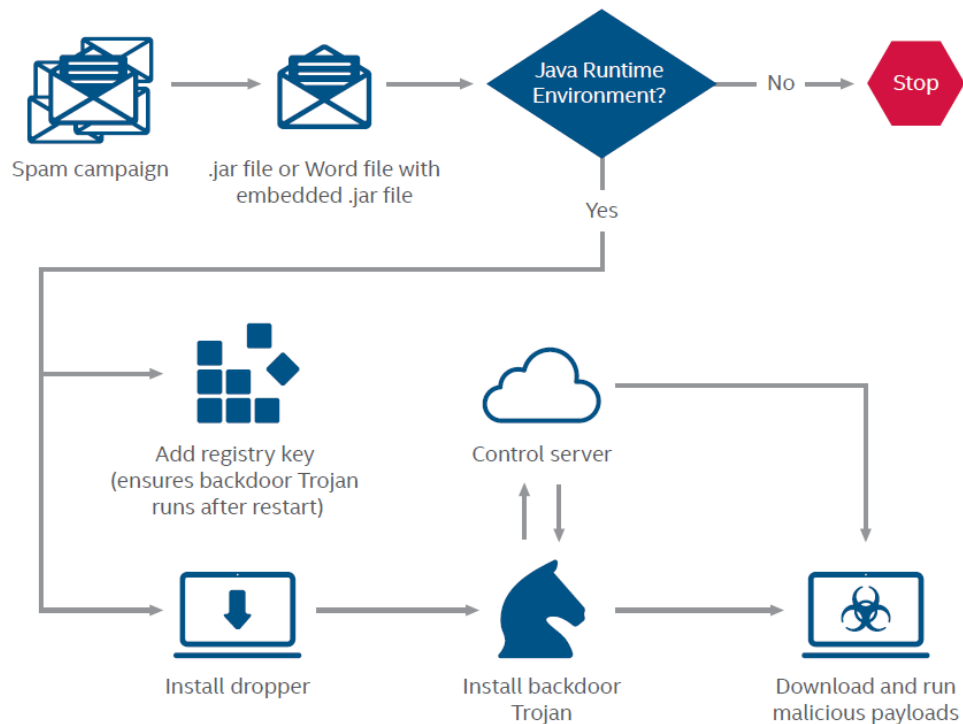 Spam campaign
.jar file or Word file with
embedded .jar file
Java Runtime
Environment?
No
Stop
Yes
Add registry key
(ensures backdoor Trojan
runs after restart)
Control server
Install dropper
Install backdoor
Trojan
Download and run
malicious payloads